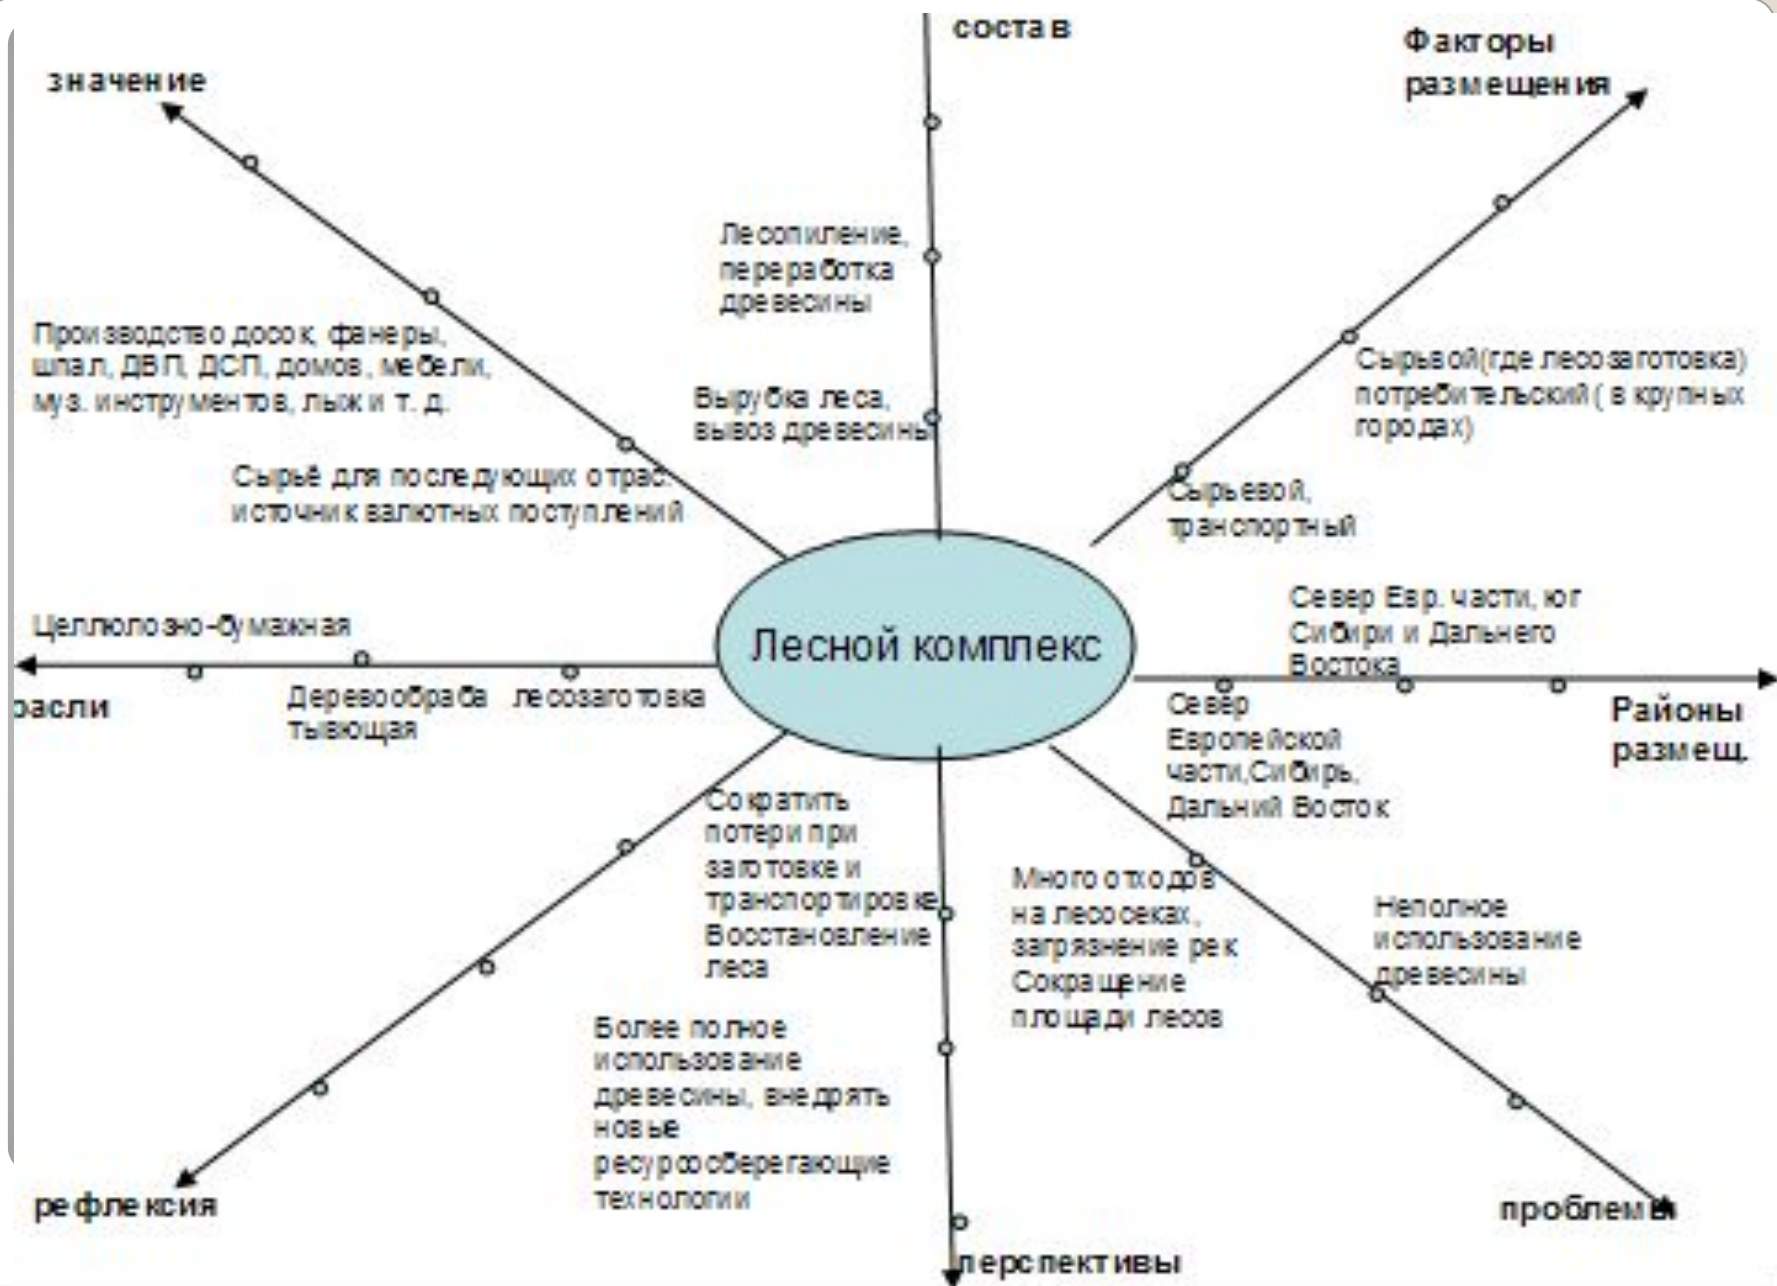 состав
Факторы
размещения
значение
Лесопиление,
переработка
древесины
Производство досок, фанеры,
шпал, ДВП, ДСП, домов, мебели,
муз. инструментов, лыж и т. д.
Сырьвой(где лесозаготовка)
потребительский( в крупных
городах)
Вырубка леса,
вывоз древесины
Сырьё для последующих отрас.
источник валютных поступлений
Сырьевой,
транспортный
Лесной комплекс
Север Евр. части, юг
Сибири и Дальнего
Востока
Целлюлозно-бумажная
расли
Деревообраба
тывающая
лесозаготовка
Север
Европейской
части,Сибирь,
Дальний Восток
Районы
размещ.
Сократить
потери при
заготовке и
транспортировке
Восстановление
леса
Много отходов
на лесосеках,
загрязнение рек
Сокращение
площади лесов
Неполное
использование
древесины
Более полное
использование
древесины, внедрять
новые
ресурсосберегающие
технологии
рефлексия
перспективы
проблемы